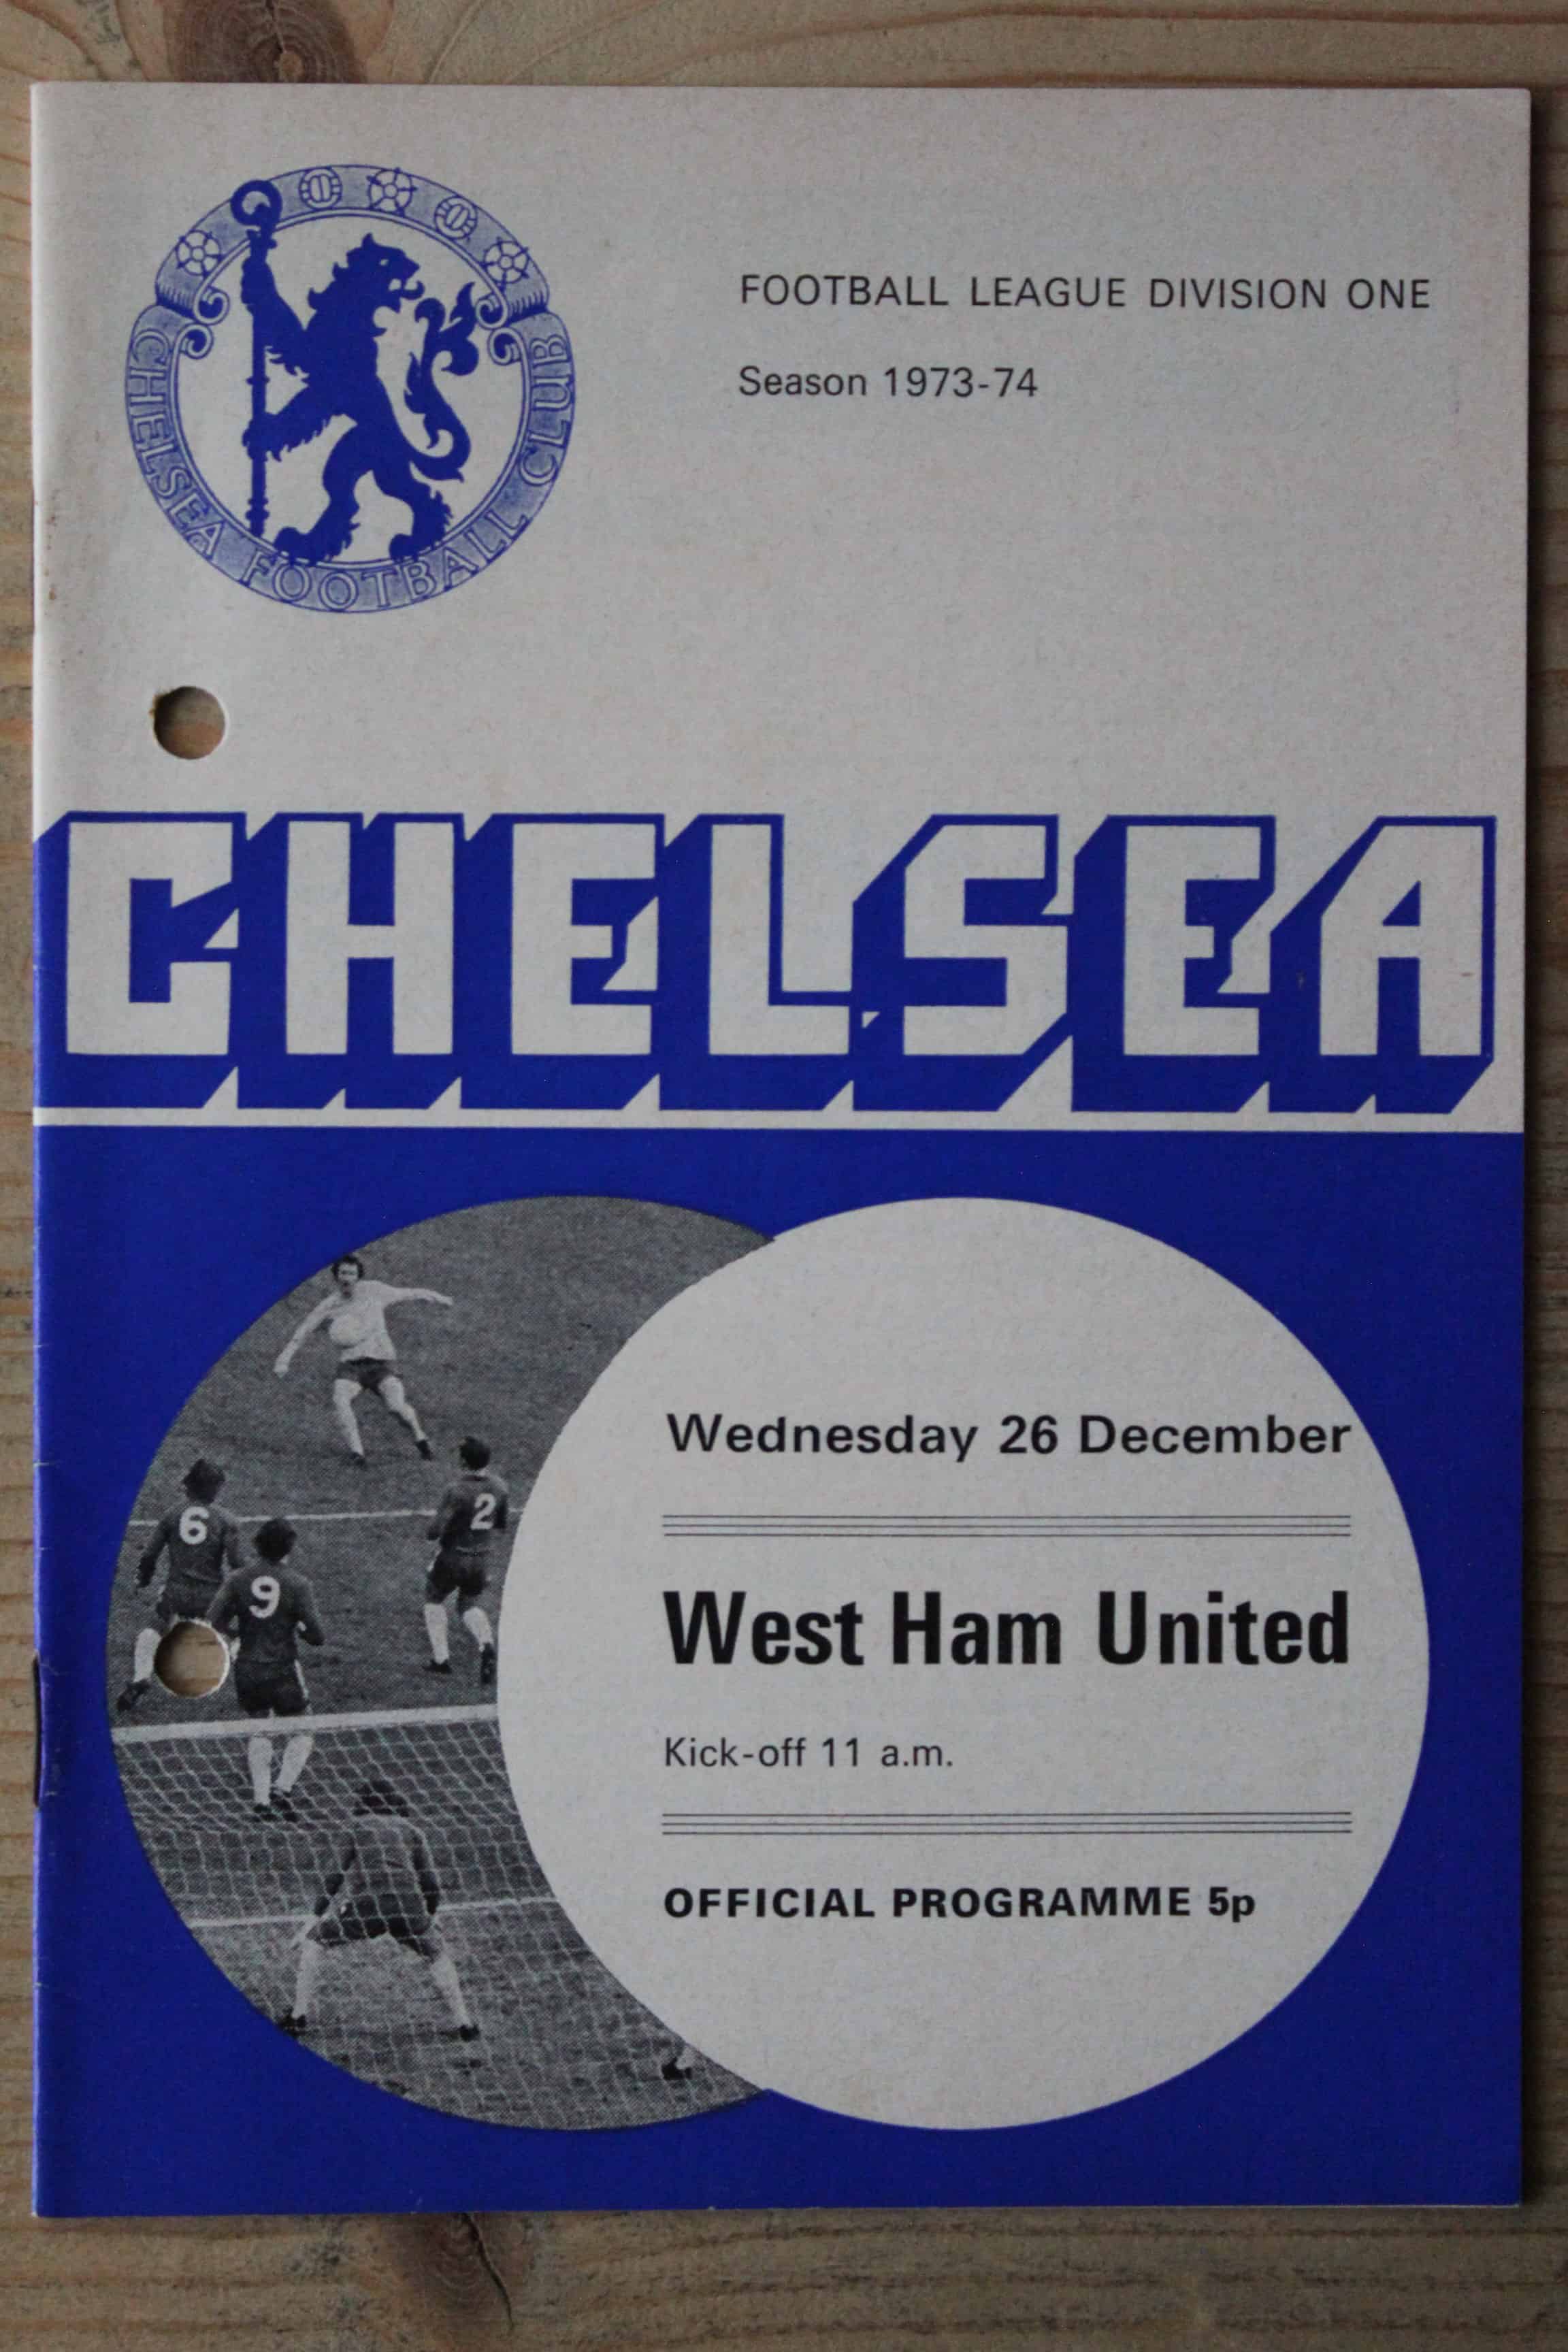 CHELSEA FOOTBALL CLUB
FOOTBALL LEAGUE DIVISION ONE
Season 1973-74
CHELSEA
Wednesday 26 December
6
2
9
West Ham United
Kick-off 11 a.m.
OFFICIAL PROGRAMME 5p